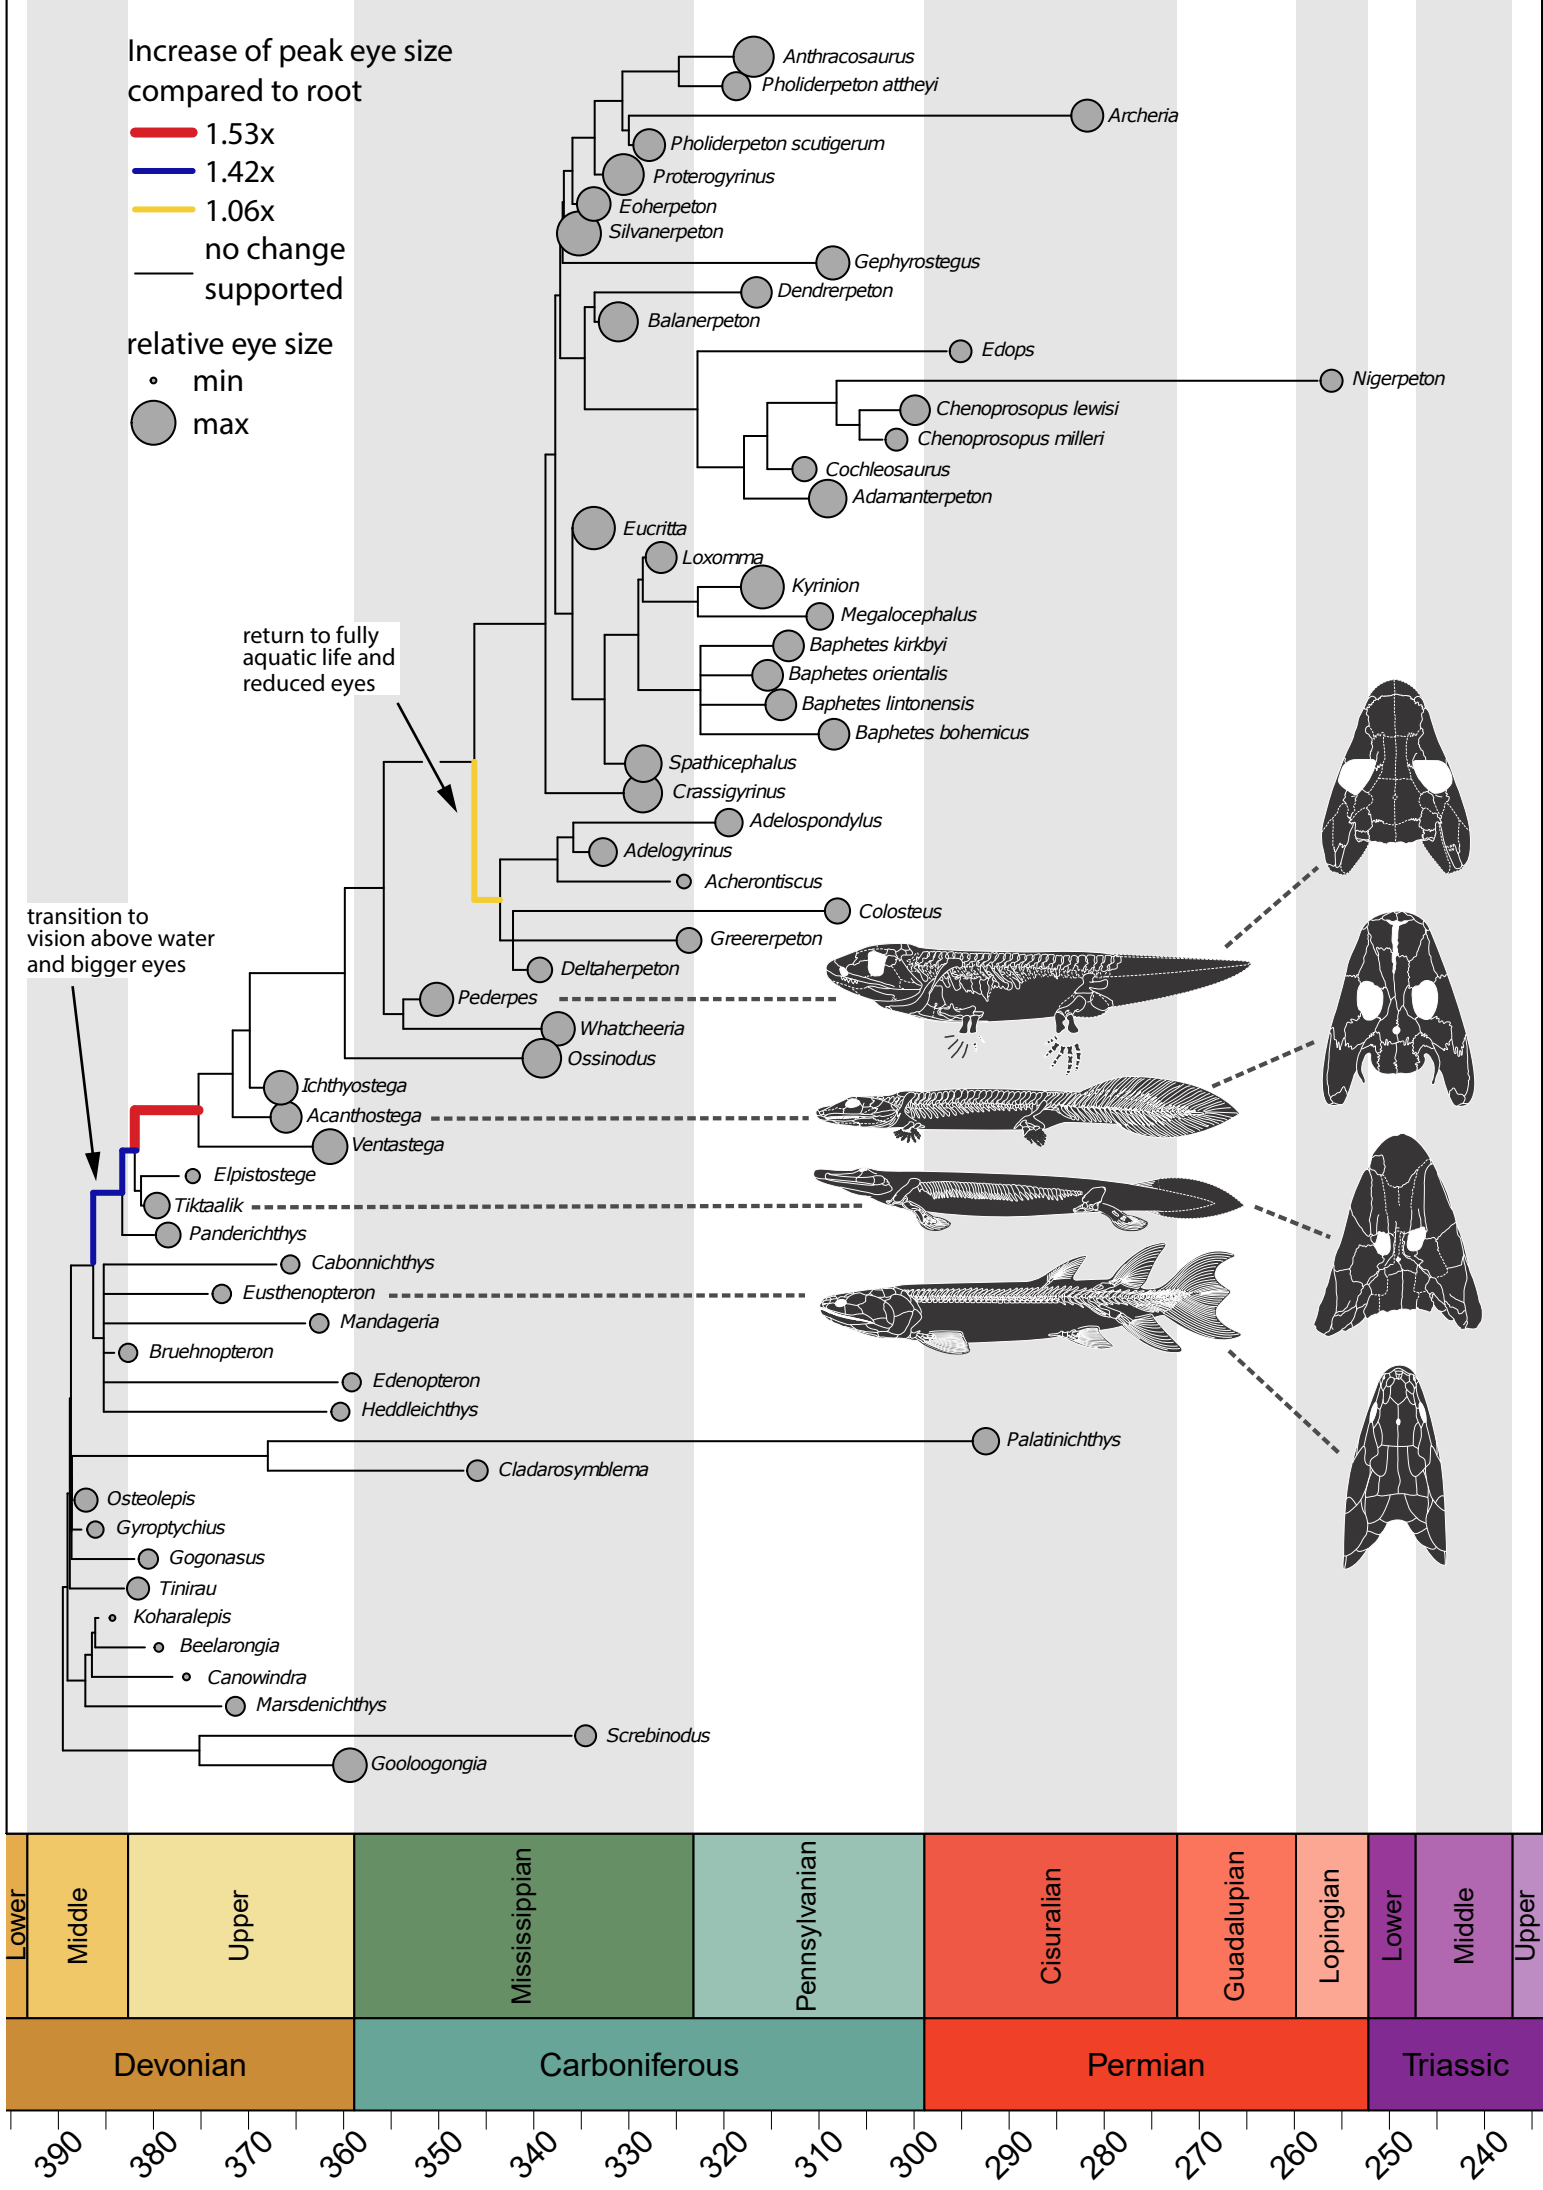 Increase of peak eye size
compared to root
1.53x
1.42x
1.06x
no change
supported
relative eye size
min
max
Anthracosaurus
Pholiderpeton attheyi
Archeria
Pholiderpeton scutigerum
Proterogyrinus
Eoherpeton
Silvanerpeton
Gephyrostegus
Dendrerpeton
Balanerpeton
Edops
Nigerpeton
Chenoprosopus lewisi
Chenoprosopus milleri
Cochleosaurus
Adamanterpeton
Eucritta
Loxomma
Kyrinion
Megalocephalus
return to fully
aquatic life and
reduced eyes
Baphetes kirkbyi
Baphetes orientalis
Baphetes lintonensis
Baphetes bohemicus
Spathicephalus
Crassigyrinus
Adelospondylus
Adelogyrinus
Acherontiscus
Colosteus
transition to
vision above water
and bigger eyes
Greererpeton
Deltaherpeton
Pederpes
Whatcheeria
Ossinodus
Ichthyostega
Acanthostega
Ventastega
Elpistostege
Tiktaalik
Panderichthys
Cabonnichthys
Eusthenopteron
Mandageria
Bruehnopteron
Edenopteron
Heddleichthys
Palatinichthys
Cladarosymblema
Osteolepis
Gyroptychius
Gogonasus
Tinirau
Koharalepis
Beelarongia
Canowindra
Marsdenichthys
Screbinodus
Gooloogongia
Lower
Middle
Upper
Mississippian
Pennsylvanian
Cisuralian
Guadalupian
Lopingian
Lower
Middle
Upper
Devonian
Carboniferous
Permian
Triassic
390
380
370
360
350
340
330
320
310
300
290
280
270
260
250
240